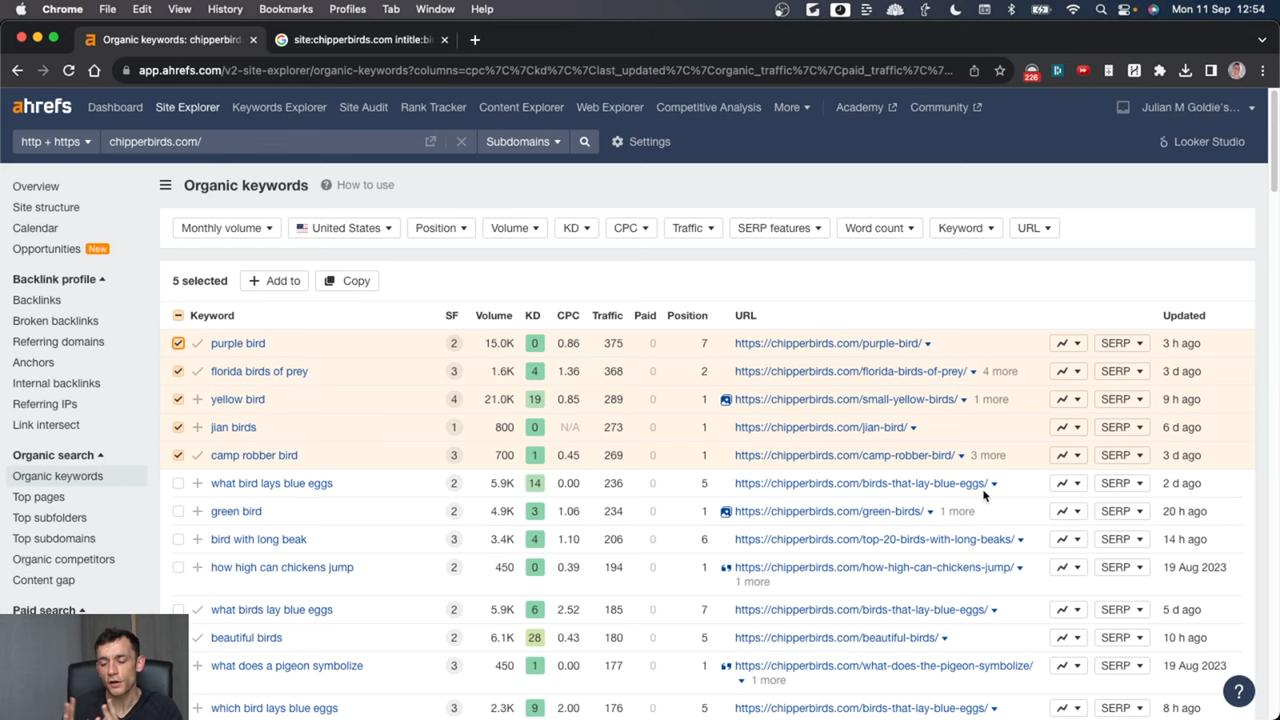 Chrome File Edit View History Bookmarks Profiles Tab Window Help Mon 11 Sep 12:54
Organic keywords: chipperbird site:chipperbirds.com intitle:bi
app.ahrefs.com/v2-site-explorer/organic-keywords?columns=cpc%7C%7Ckd%7C%7Clast_updated%7C%7Corganic_traffic%7C%7Cpaid_traffic%7C%7... 226
ahrefs Dashboard Site Explorer Keywords Explorer Site Audit Rank Tracker Content Explorer Web Explorer Competitive Analysis More Academy Community Julian M Goldie's...
http + https chipperbirds.com/ Subdomains Settings Looker Studio
Overview
Site structure
Calendar
Opportunities New
Backlink profile
Backlinks
Broken backlinks
Referring domains
Anchors
Internal backlinks
Referring IPs
Link intersect
Organic search
Organic keywords
Top pages
Top subfolders
Top subdomains
Organic competitors
Content gap
Paid search
Organic keywords ? How to use
Monthly volume United States Position Volume KD CPC Traffic SERP features Word count Keyword URL
5 selected + Add to Copy
Keyword SF Volume KD CPC Traffic Paid Position URL Updated
purple bird 2 15.0K 0 0.86 375 0 7 https://chipperbirds.com/purple-bird/ SERP 3 h ago
florida birds of prey 3 1.6K 4 1.36 368 0 2 https://chipperbirds.com/florida-birds-of-prey/ 4 more SERP 3 d ago
yellow bird 4 21.0K 19 0.85 289 0 1 https://chipperbirds.com/small-yellow-birds/ 1 more SERP 9 h ago
jian birds 1 800 0 N/A 273 0 1 https://chipperbirds.com/jian-bird/ SERP 6 d ago
camp robber bird 3 700 1 0.45 269 0 1 https://chipperbirds.com/camp-robber-bird/ 3 more SERP 3 d ago
what bird lays blue eggs 2 5.9K 14 0.00 236 0 5 https://chipperbirds.com/birds-that-lay-blue-eggs/ SERP 2 d ago
green bird 2 4.9K 3 1.06 234 0 1 https://chipperbirds.com/green-birds/ 1 more SERP 20 h ago
bird with long beak 3 3.4K 4 1.10 206 0 6 https://chipperbirds.com/top-20-birds-with-long-beaks/ SERP 14 h ago
how high can chickens jump 2 450 0 0.39 194 0 1 https://chipperbirds.com/how-high-can-chickens-jump/ SERP 19 Aug 2023
1 more
what birds lay blue eggs 2 5.9K 6 2.52 185 0 7 https://chipperbirds.com/birds-that-lay-blue-eggs/ SERP 5 d ago
beautiful birds 2 6.1K 28 0.43 180 0 5 https://chipperbirds.com/beautiful-birds/ SERP 10 h ago
what does a pigeon symbolize 3 450 1 0.00 177 0 1 https://chipperbirds.com/what-does-the-pigeon-symbolize/ SERP 19 Aug 2023
1 more
which bird lays blue eggs 3 2.3K 9 2.00 176 0 5 https://chipperbirds.com/birds-that-lay-blue-eggs/ SERP 8 h ago
?